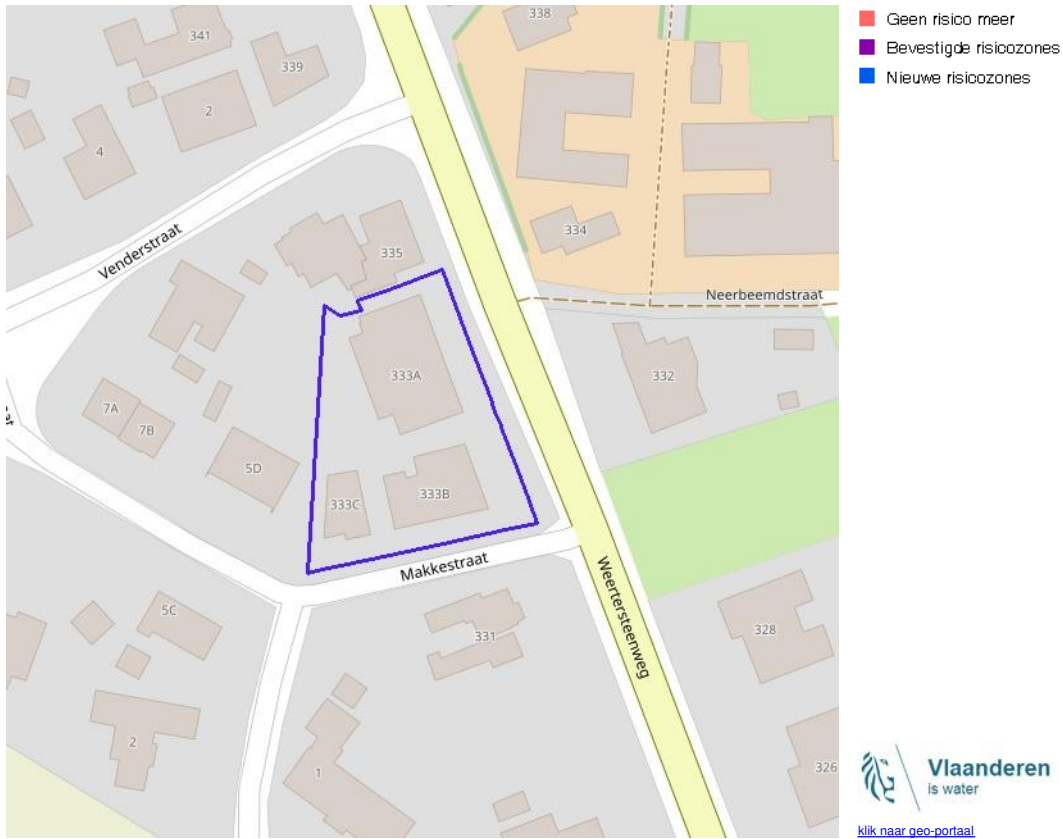 Geen risico meer
Bevestigde risicozones
Nieuwe risicozones
338
341
339
2
4
Venderstraat
335
334
Neerbeemdstraat
333A
332
7A
7B
5D
333C
333B
Makkestraat
Weertersteenweg
5C
331
328
2
1
326
Vlaanderen
is water
klik naar geo-portaal